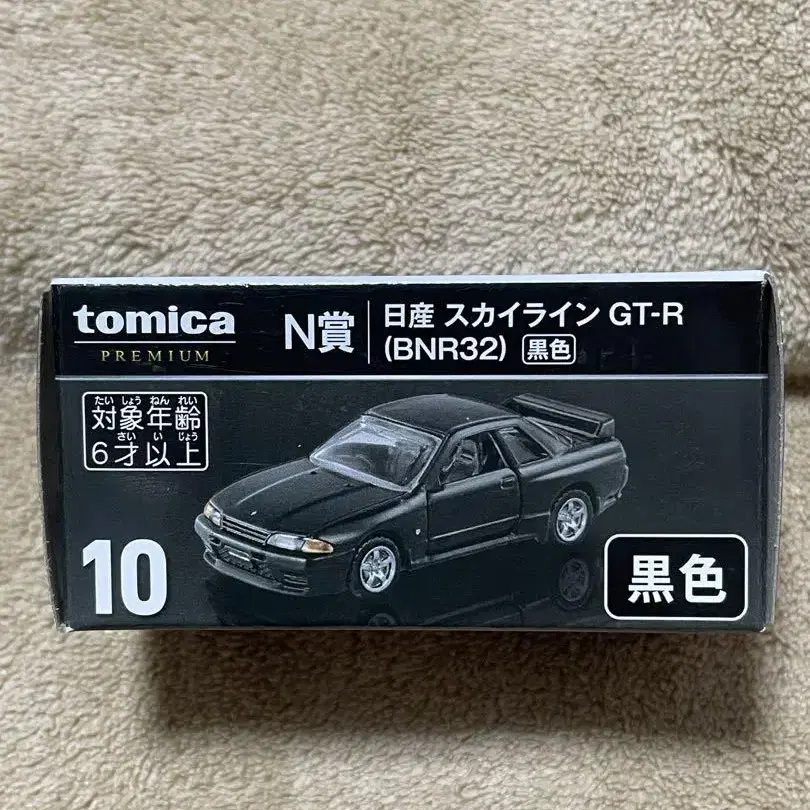 tomica
PREMIUM
N賞
日産 スカイライン GT-R
(BNR32) 黒色
たい しょう ねん れい
対象年齢
さい い じょう
6才以上
10
黒色